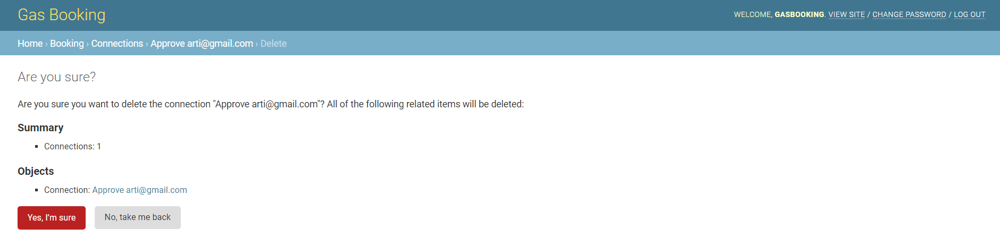 Gas Booking
WELCOME, GASBOOKING. VIEW SITE / CHANGE PASSWORD / LOG OUT
Home › Booking › Connections › Approve arti@gmail.com › Delete
Are you sure?
Are you sure you want to delete the connection "Approve arti@gmail.com"? All of the following related items will be deleted:
Summary
Connections: 1
Objects
Connection: Approve arti@gmail.com
Yes, I'm sure
No, take me back